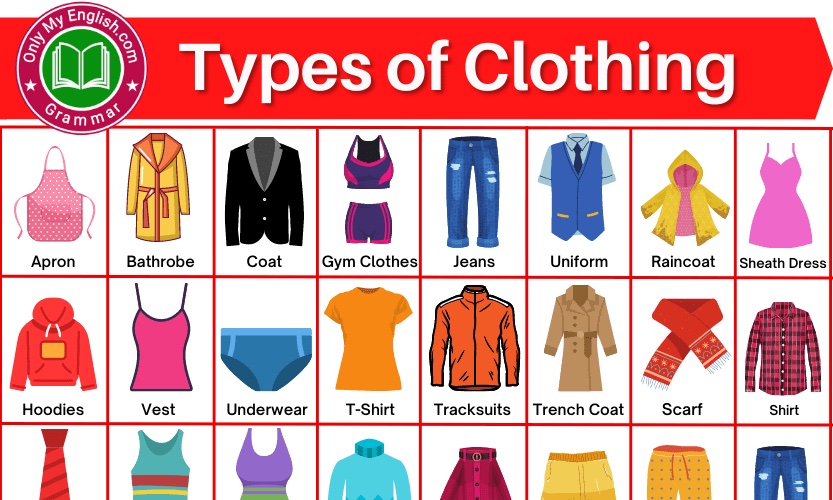 Only My English.com
Grammar
Types of Clothing
Apron
Bathrobe
Coat
Gym Clothes
Jeans
Uniform
Raincoat
Sheath Dress
Hoodies
Vest
Underwear
T-Shirt
Tracksuits
Trench Coat
Scarf
Shirt